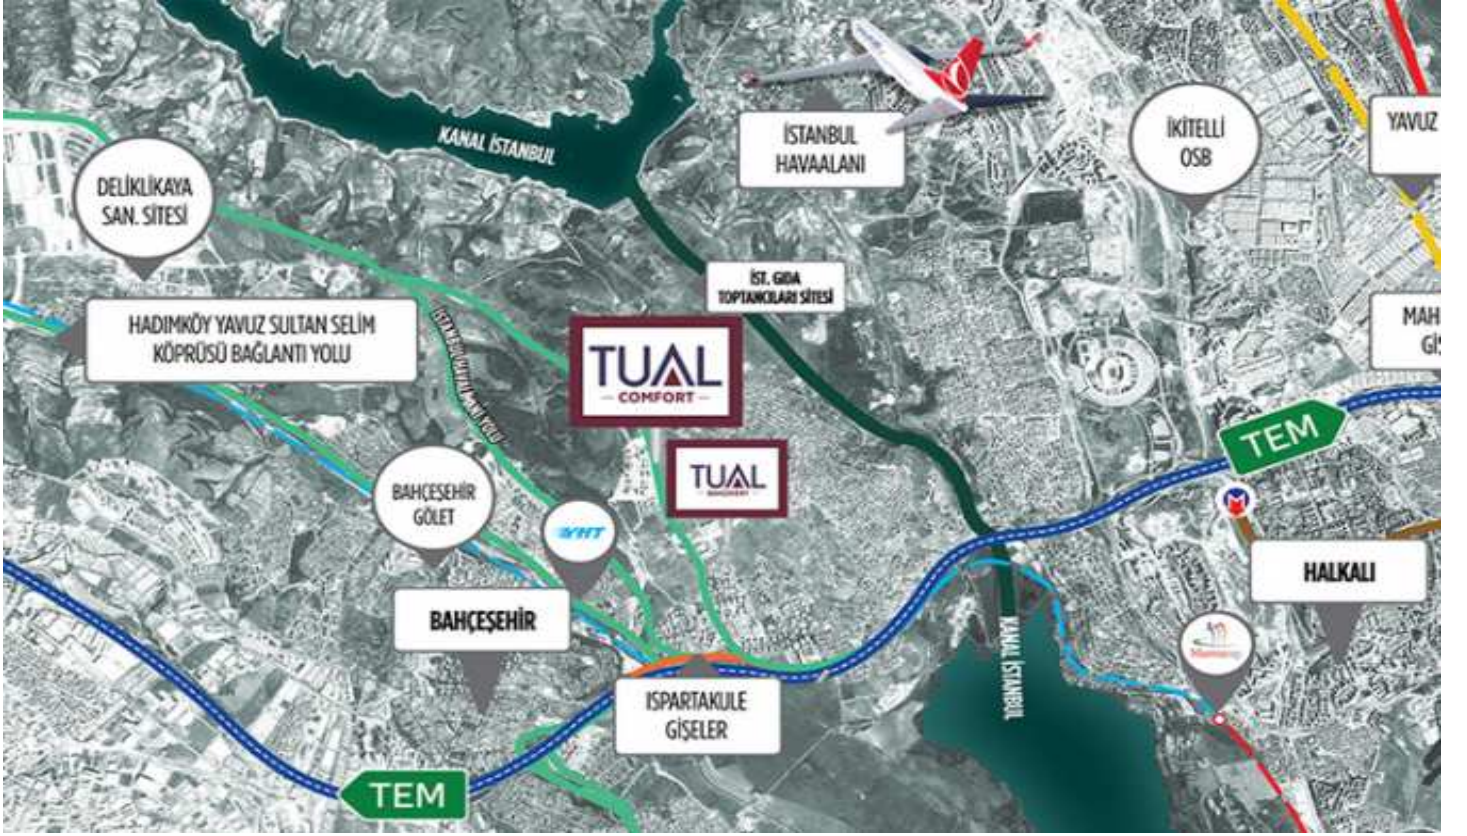 KANAL İSTANBUL
İSTANBUL
HAVAALANI
İKİTELLİ
OSB
YAVUZ
DELİKLİKAYA
SAN. SİTESİ
İST. GIDA
TOPTANCILARI SİTESİ
HADIMKÖY YAVUZ SULTAN SELİM
KÖPRÜSÜ BAĞLANTI YOLU
MAH
GİŞ
TUAL
COMFORT
TEM
TUAL
BAHÇEŞEHİR
GÖLET
YHT
HALKALI
BAHÇEŞEHİR
KANAL İSTANBUL
ISPARTAKULE
GİŞELER
TEM